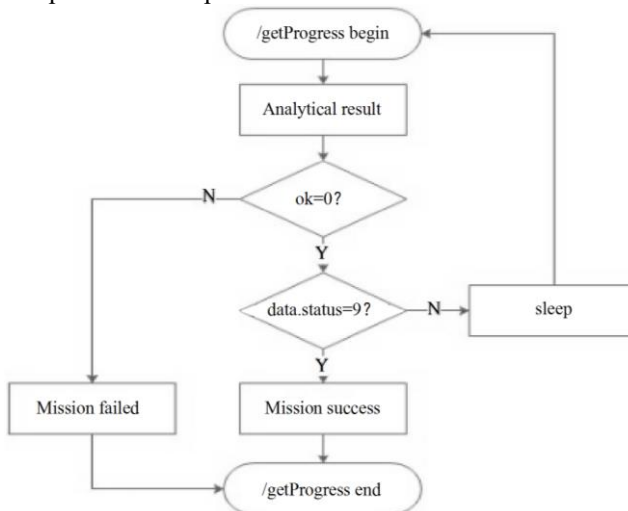 /getProgress begin
Analytical result
ok=0?
N
Y
data.status=9?
N
sleep
Y
Mission failed
Mission success
/getProgress end